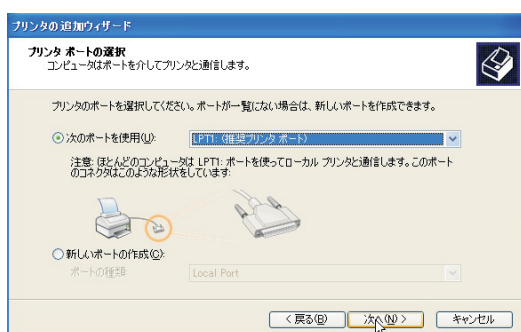 プリンタの追加ウィザード
プリンタ ポートの選択
コンピュータはポートを介してプリンタと通信します。
プリンタのポートを選択してください。ポートが一覧にない場合は、新しいポートを作成できます。
次のポートを使用(U):
LPT1: (推奨プリンタ ポート)
注意: ほとんどのコンピュータは LPT1: ポートを使ってローカル プリンタと通信します。このポート
のコネクタはこのような形状をしています:
新しいポートの作成(C):
ポートの種類
Local Port
< 戻る(B)
次へ(N) >
キャンセル